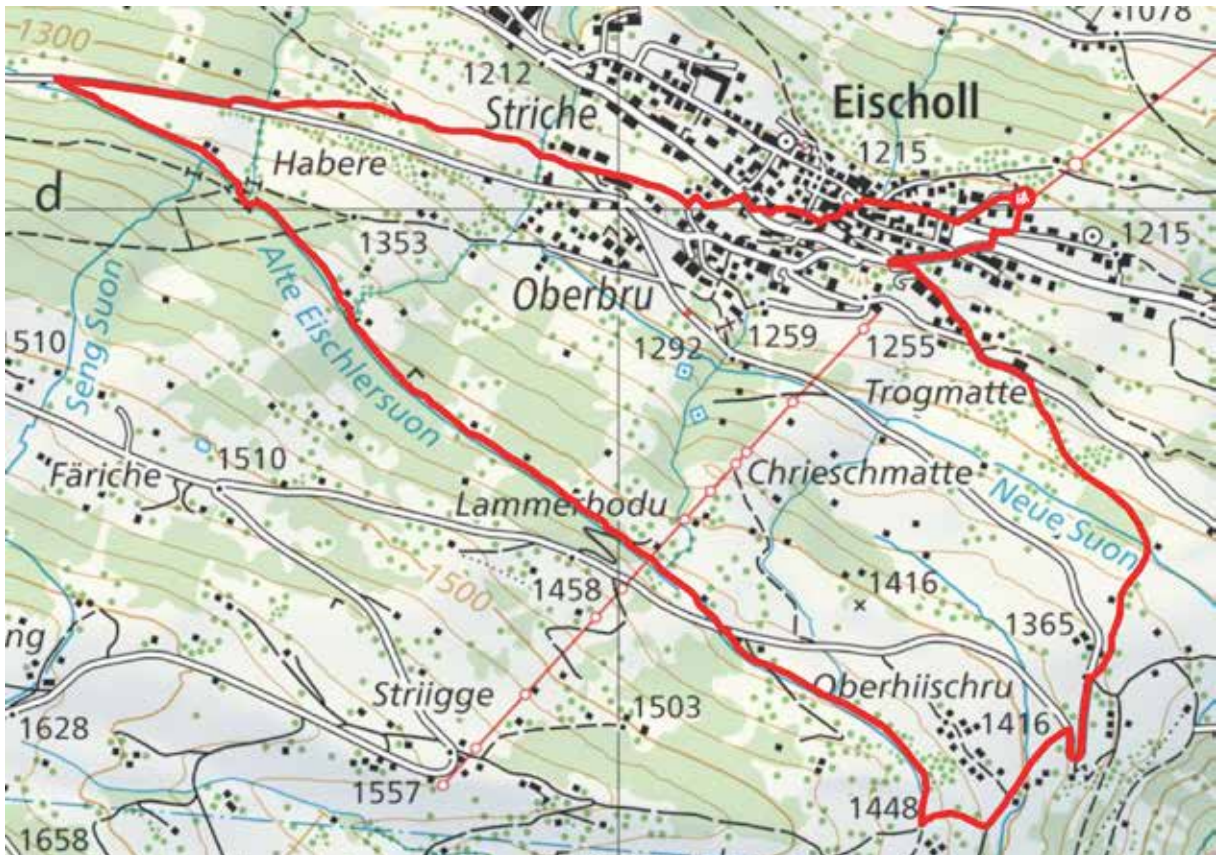 1300
1078
1212
Striche
Eischoll
1215
Habere
d
1353
1215
Seng Suon
Alte Eischlersuon
Oberbru
1259
1292
1255
1510
Trogmatte
1510
Färiche
Chrieschmatte
Lammerbodu
Neue Suon
1500
1458
1416
1365
ng
Striigge
Oberhiischru
1503
1416
1628
1557
1448
1658